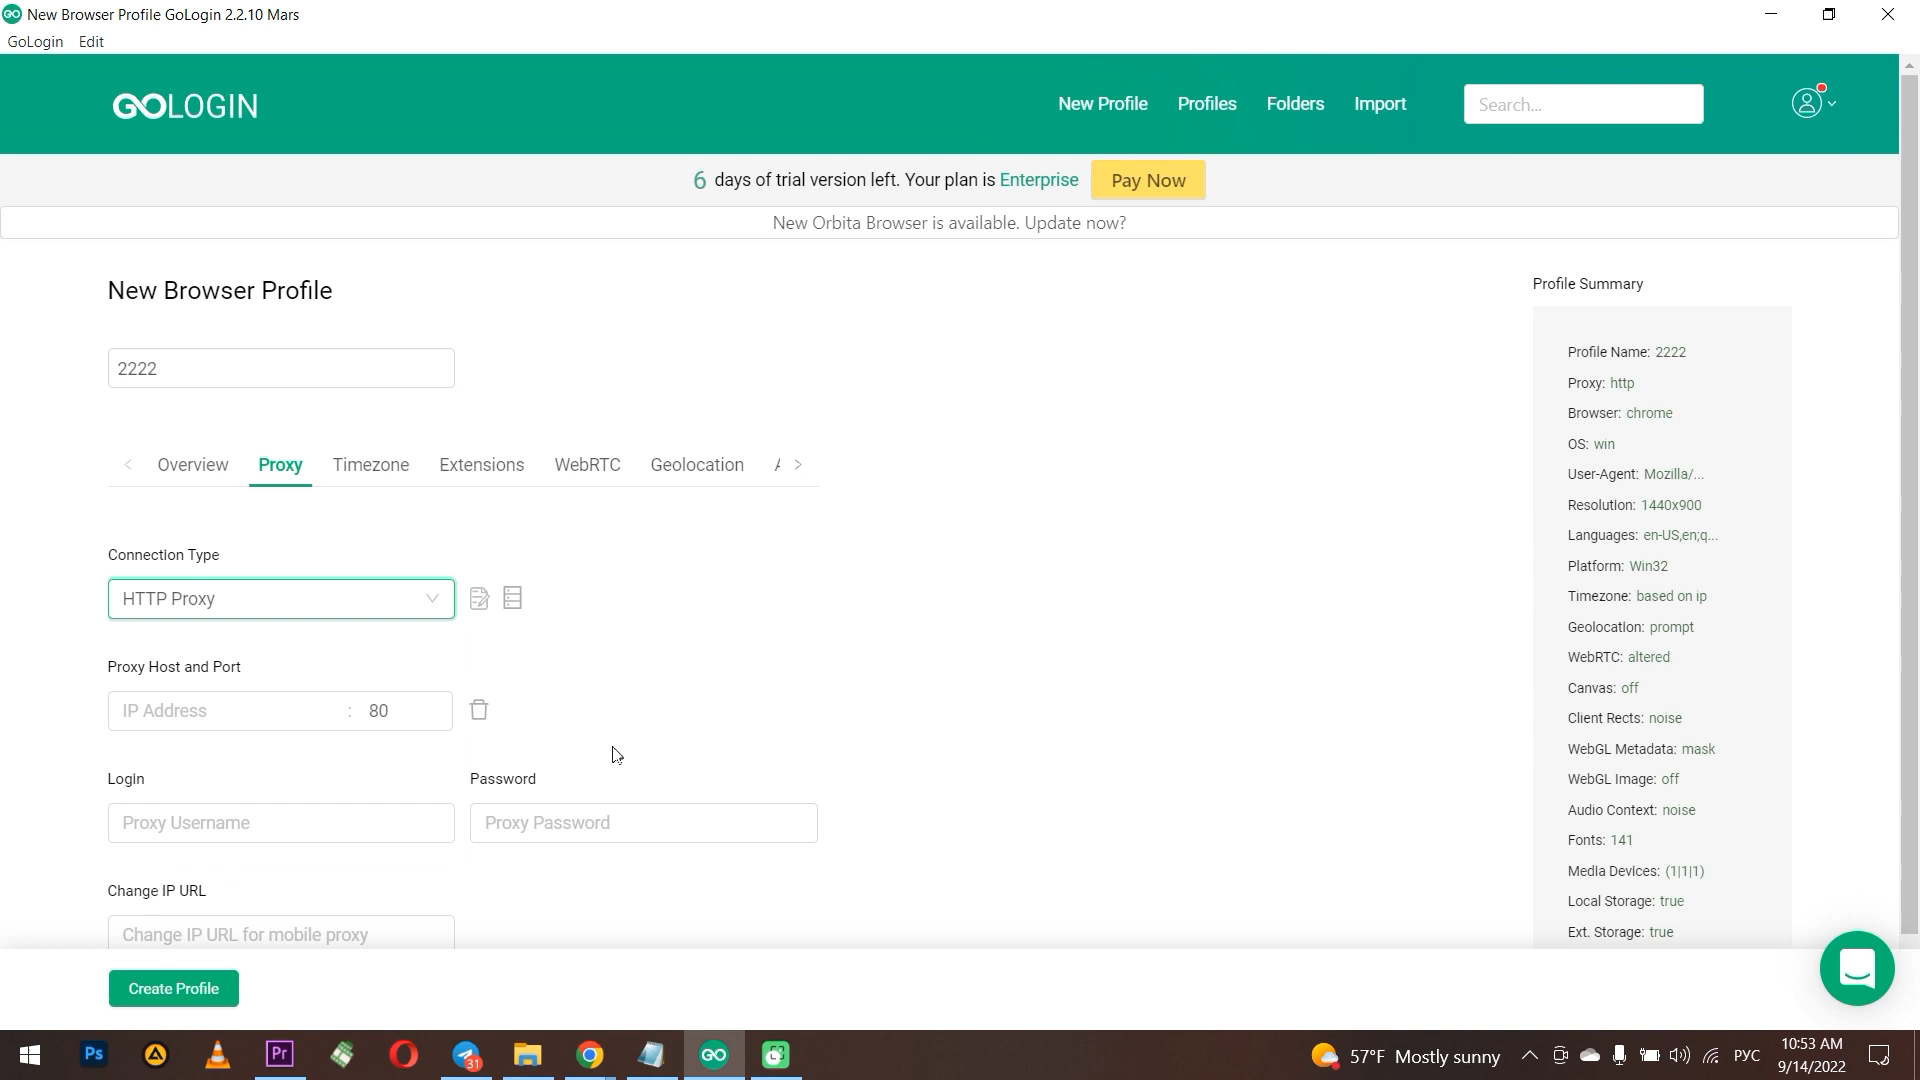 New Browser Profile GoLogin 2.2.10 Mars
GoLogin Edit
GOLOGIN
New Profile Profiles Folders Import Search...
6 days of trial version left. Your plan is Enterprise Pay Now
New Orbita Browser is available. Update now?
New Browser Profile
2222
Overview Proxy Timezone Extensions WebRTC Geolocation
Connection Type
HTTP Proxy
Proxy Host and Port
IP Address : 80
Login Password
Proxy Username Proxy Password
Change IP URL
Change IP URL for mobile proxy
Create Profile
Profile Summary
Profile Name: 2222
Proxy: http
Browser: chrome
OS: win
User-Agent: Mozilla/...
Resolution: 1440x900
Languages: en-US,en;q...
Platform: Win32
Timezone: based on ip
Geolocation: prompt
WebRTC: altered
Canvas: off
Client Rects: noise
WebGL Metadata: mask
WebGL Image: off
Audio Context: noise
Fonts: 141
Media Devices: (1|1|1)
Local Storage: true
Ext. Storage: true
Ps Pr 31 GO 57°F Mostly sunny РУС 10:53 AM
9/14/2022